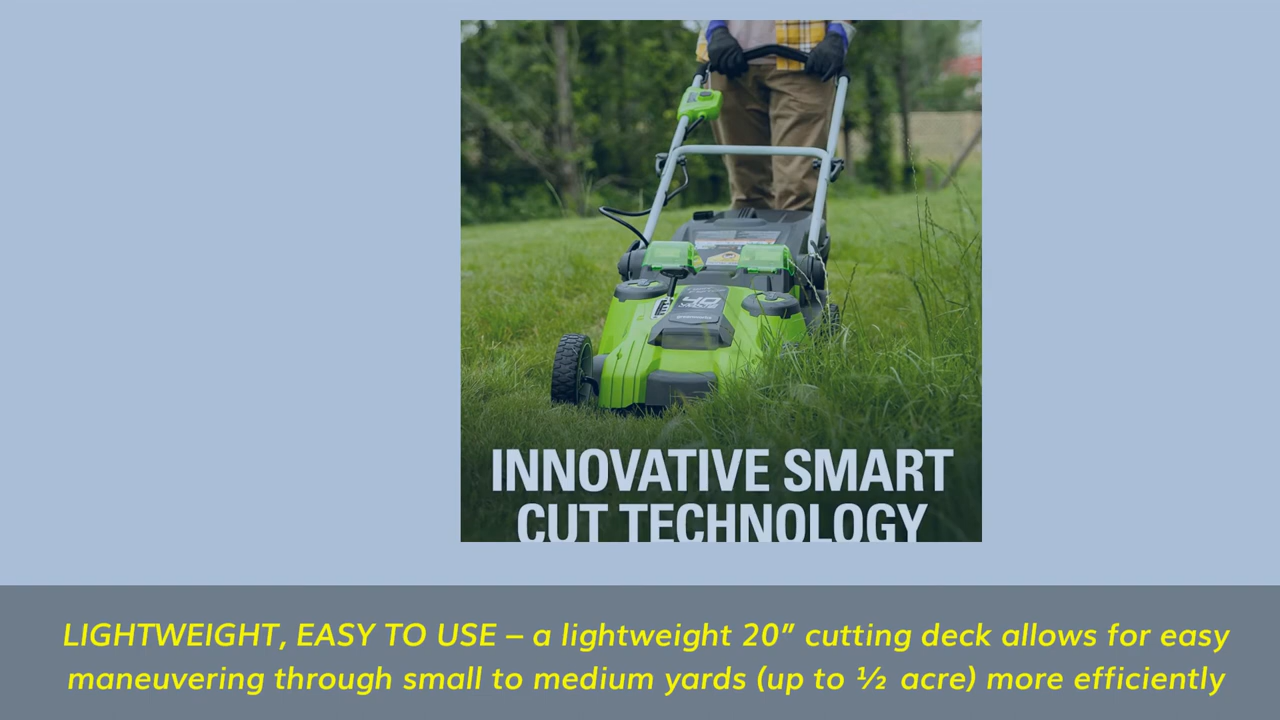 40
INNOVATIVE SMART
CUT TECHNOLOGY
LIGHTWEIGHT, EASY TO USE – a lightweight 20” cutting deck allows for easy
maneuvering through small to medium yards (up to ½ acre) more efficiently